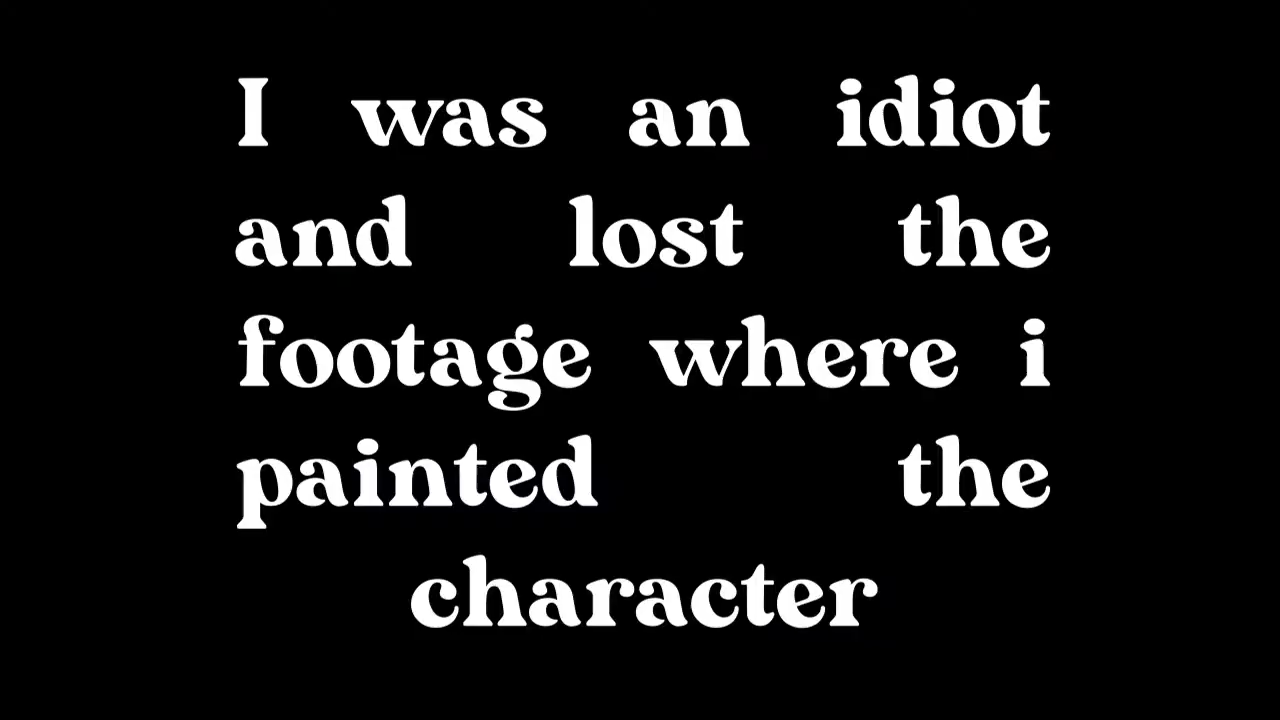 I was an idiot
and lost the
footage where i
painted the
character